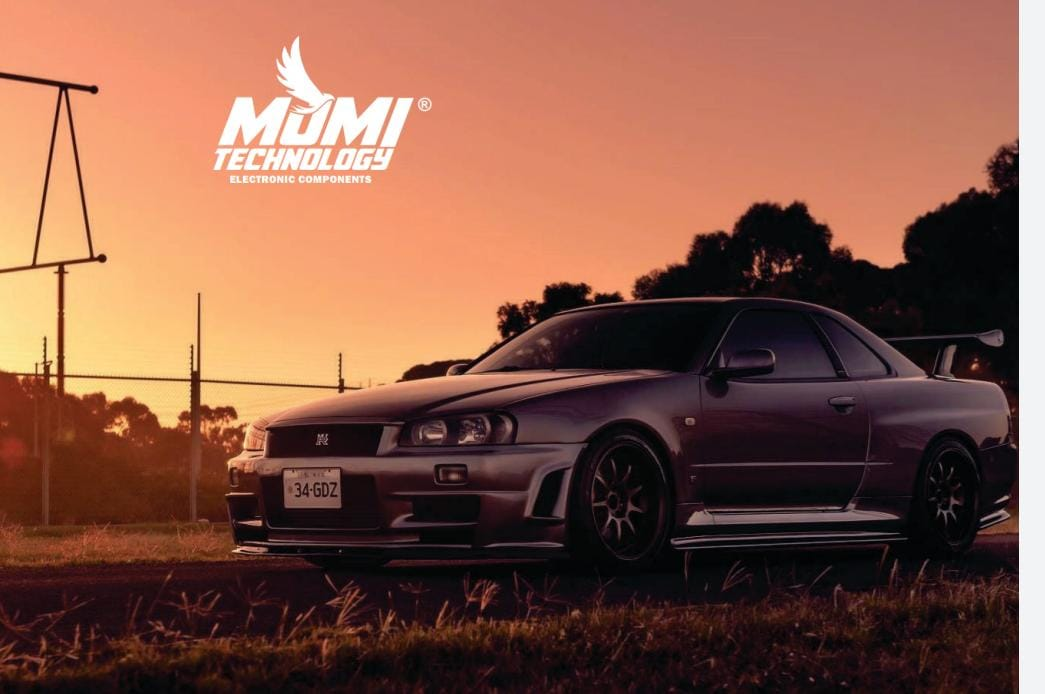 MOMI ®
TECHNOLOGY
ELECTRONIC COMPONENTS
34·GDZ